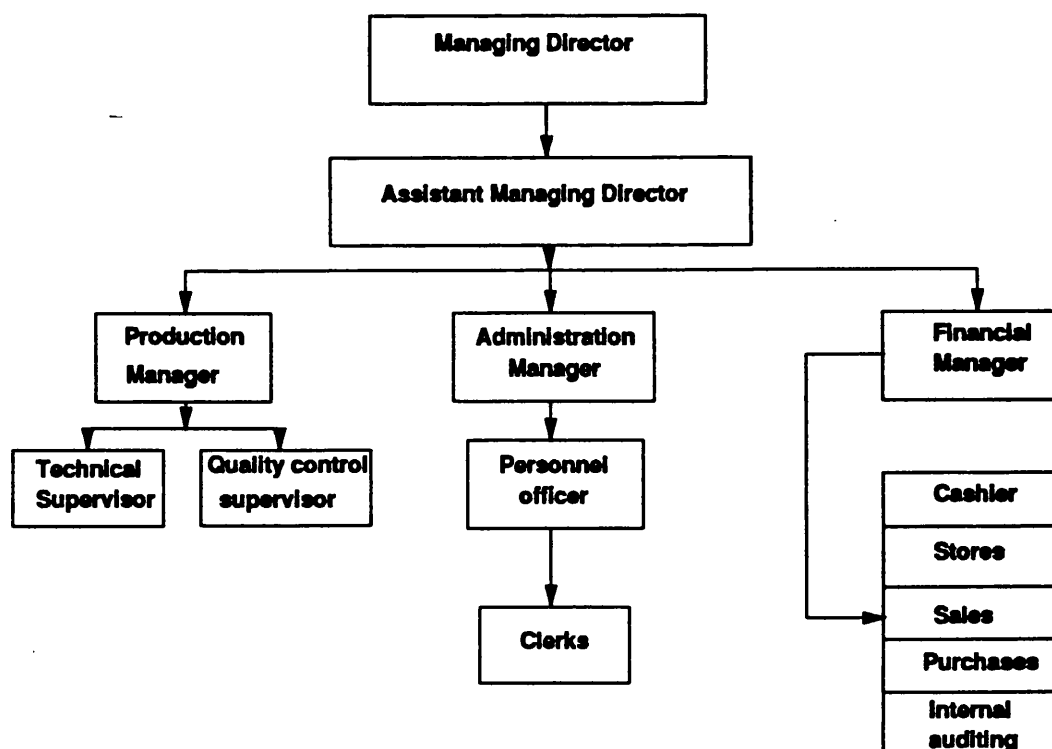 Managing Director
Assistant Managing Director
Production
Manager
Administration
Manager
Financial
Manager
Technical
Supervisor
Quality control
supervisor
Personnel
officer
Clerks
Cashier
Stores
Sales
Purchases
Internal
auditing